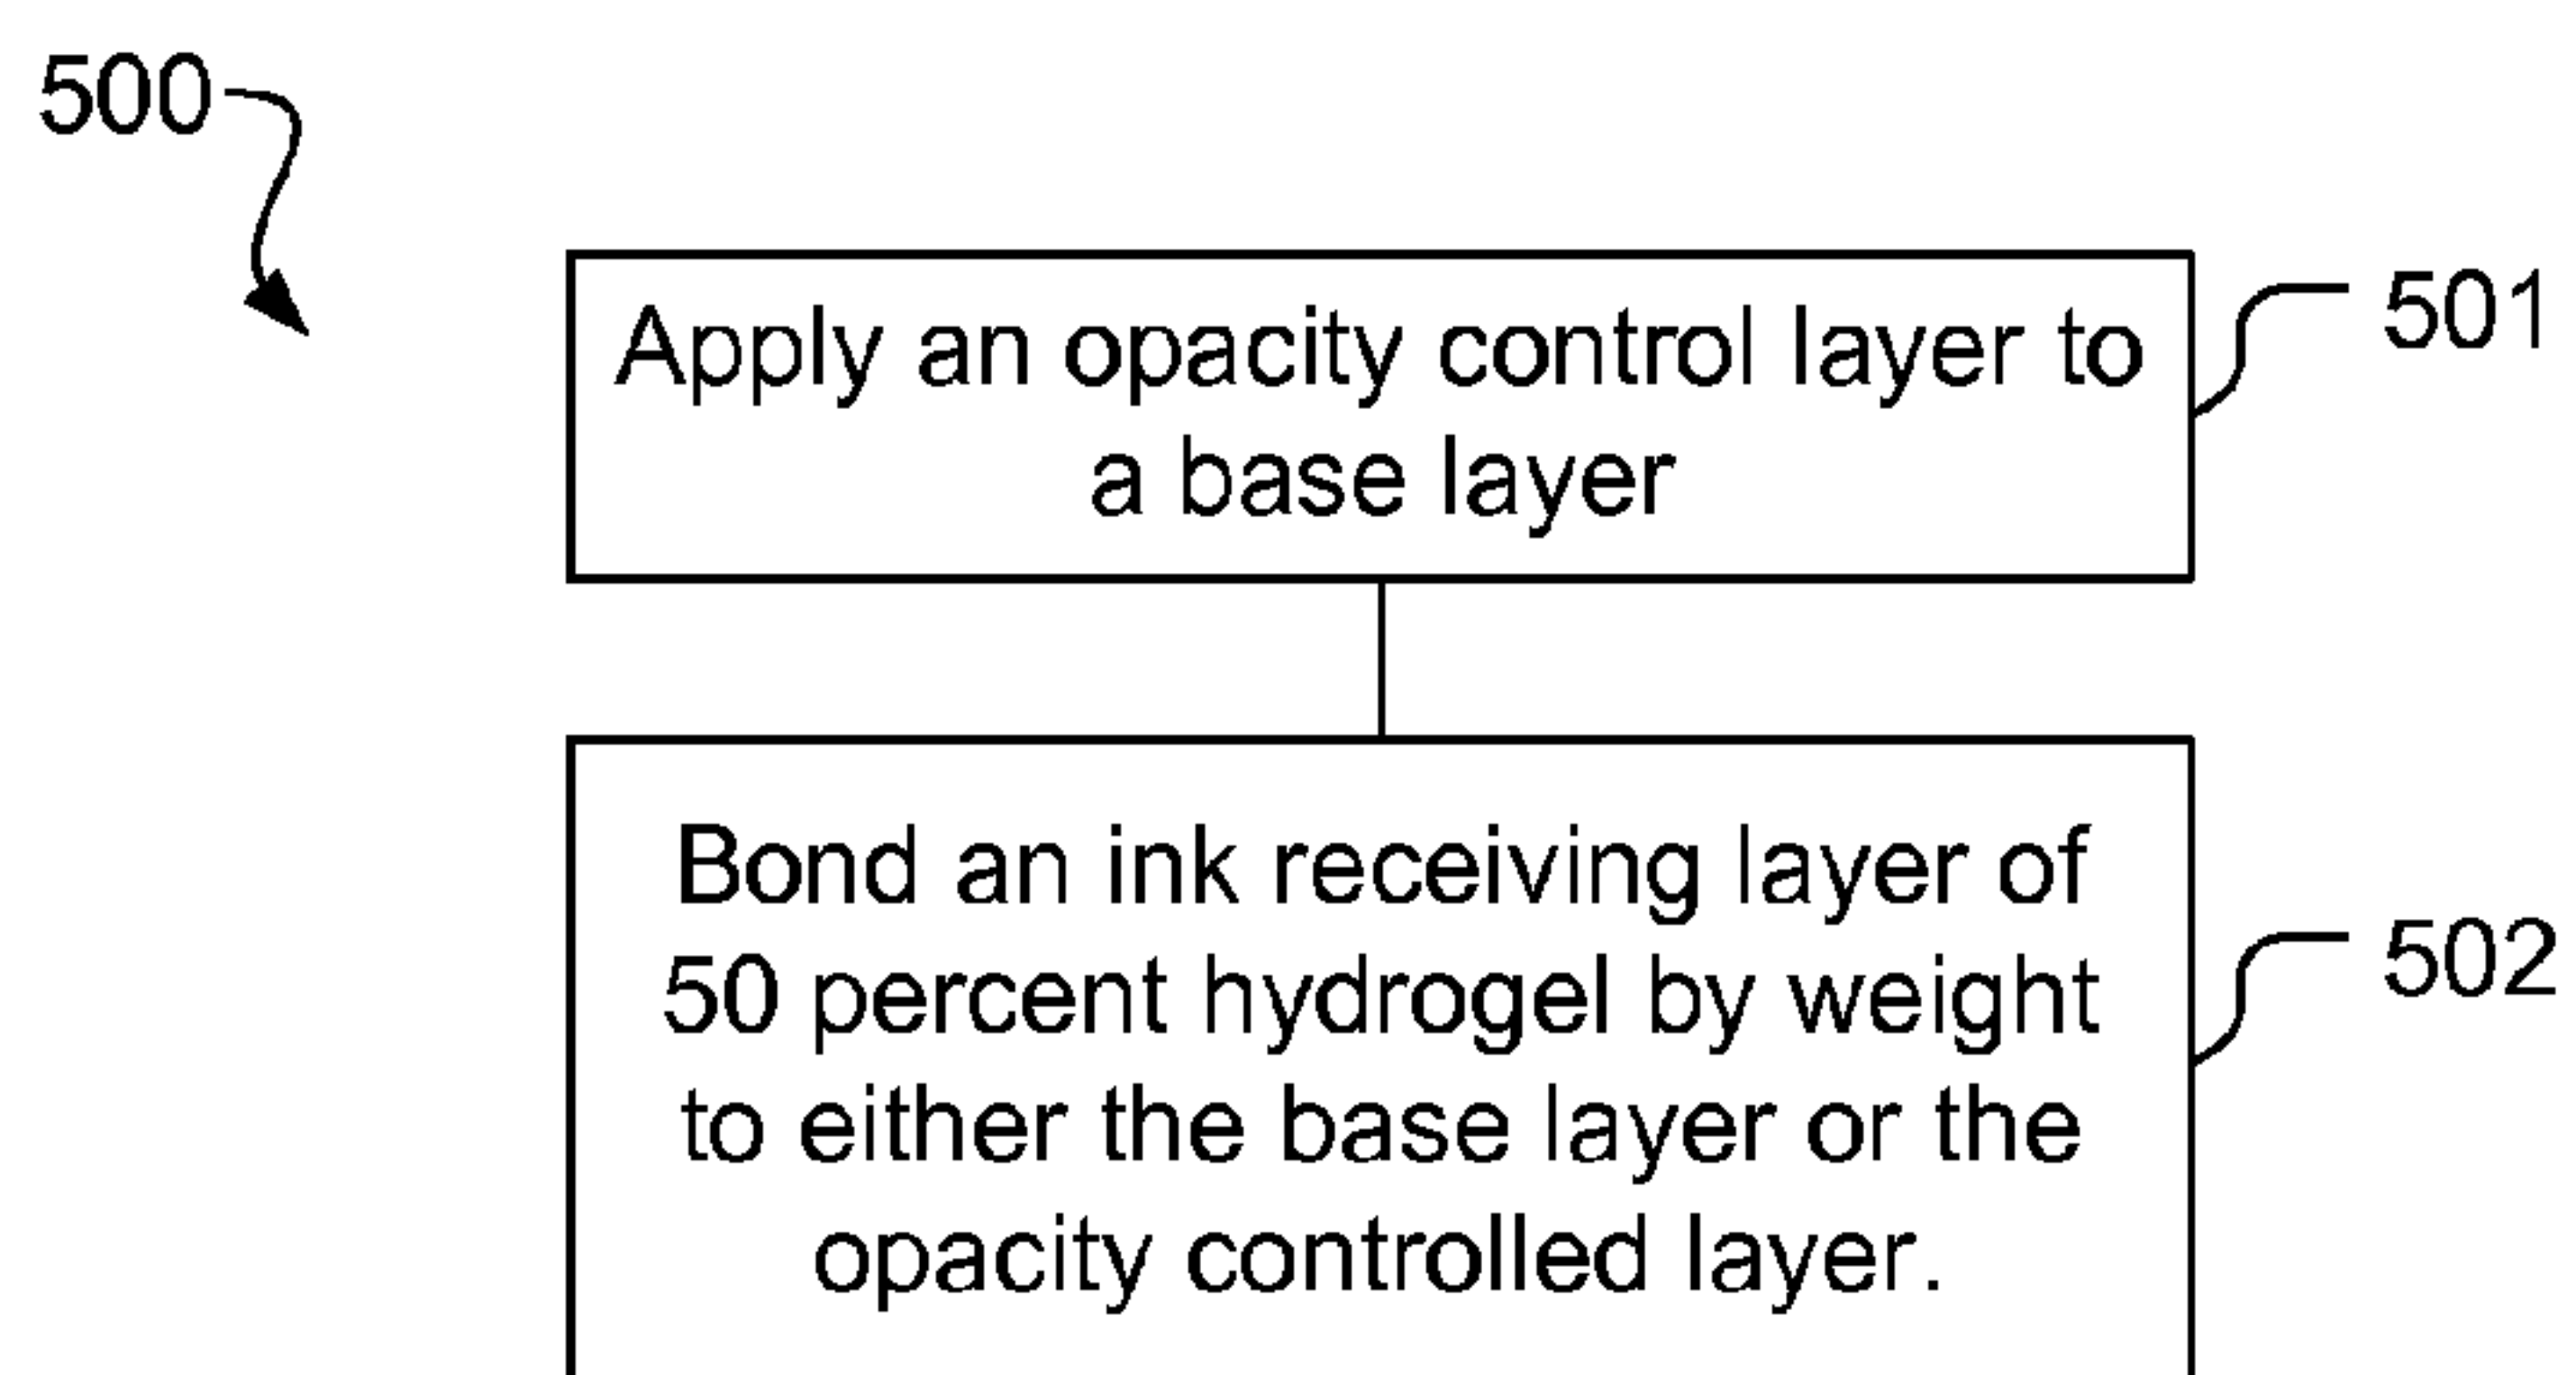 500
Apply an opacity control layer to
a base layer
501
Bond an ink receiving layer of
50 percent hydrogel by weight
to either the base layer or the
opacity controlled layer.
502